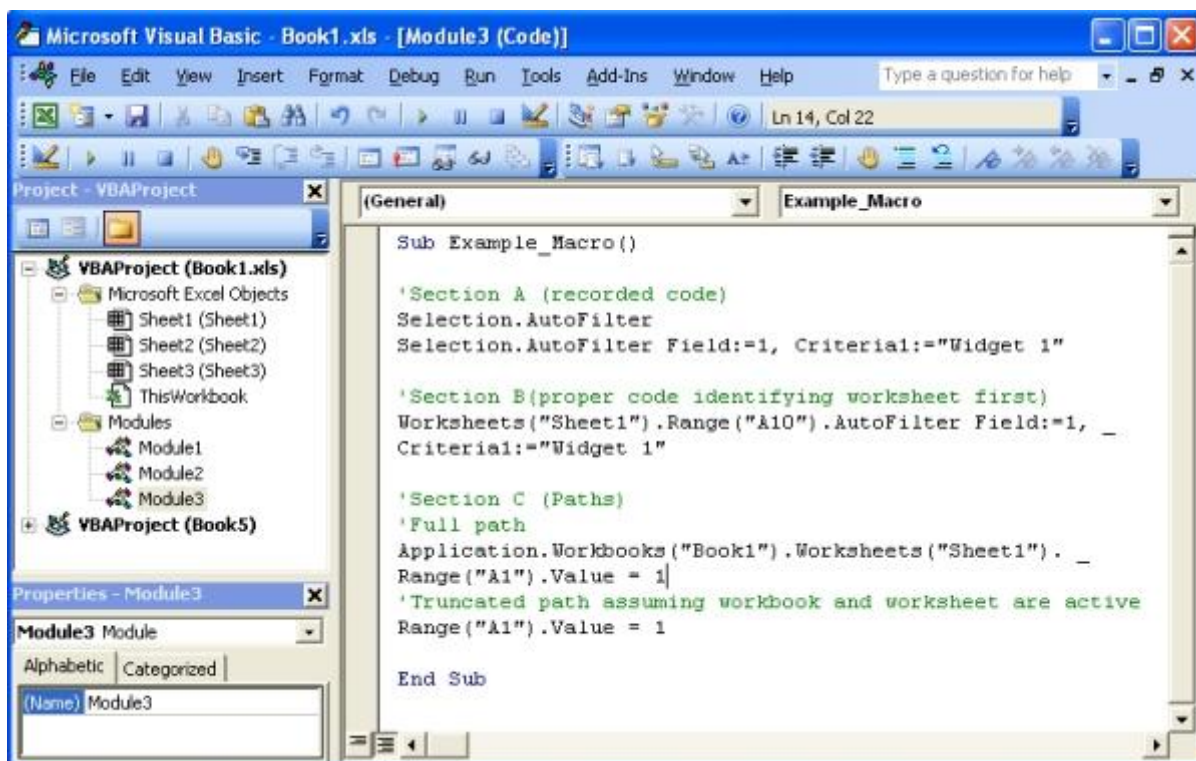 Microsoft Visual Basic - Book1.xls - [Module3 (Code)]
File Edit View Insert Format Debug Run Tools Add-Ins Window Help Type a question for help
Ln 14, Col 22
Project - VBAProject
(General) Example_Macro
VBAProject (Book1.xls)
Microsoft Excel Objects
Sheet1 (Sheet1)
Sheet2 (Sheet2)
Sheet3 (Sheet3)
ThisWorkbook
Modules
Module1
Module2
Module3
VBAProject (Book5)
Properties - Module3
Module3 Module
Alphabetic Categorized
(Name) Module3
Sub Example_Macro()
'Section A (recorded code)
Selection.AutoFilter
Selection.AutoFilter Field:=1, Criteria1:="Widget 1"
'Section B(proper code identifying worksheet first)
Worksheets("Sheet1").Range("A10").AutoFilter Field:=1, _
Criteria1:="Widget 1"
'Section C (Paths)
'Full path
Application.Workbooks("Book1").Worksheets("Sheet1"). _
Range("A1").Value = 1
'Truncated path assuming workbook and worksheet are active
Range("A1").Value = 1
End Sub